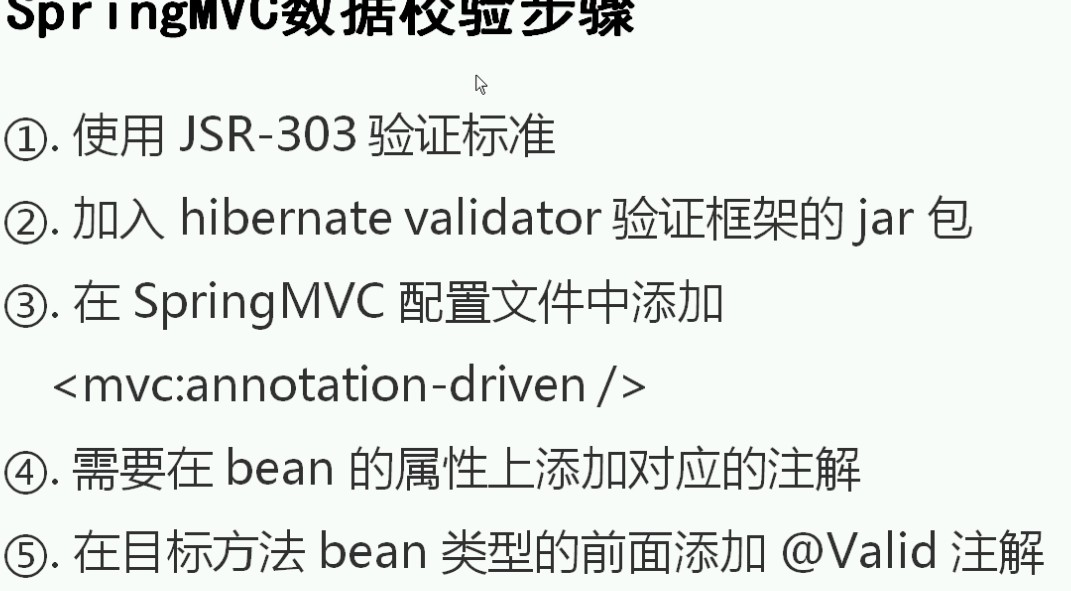 SpringMVC数据校验步骤
①. 使用 JSR-303 验证标准
②. 加入 hibernate validator 验证框架的 jar 包
③. 在 SpringMVC 配置文件中添加
<mvc:annotation-driven />
④. 需要在 bean 的属性上添加对应的注解
⑤. 在目标方法 bean 类型的前面添加 @Valid 注解